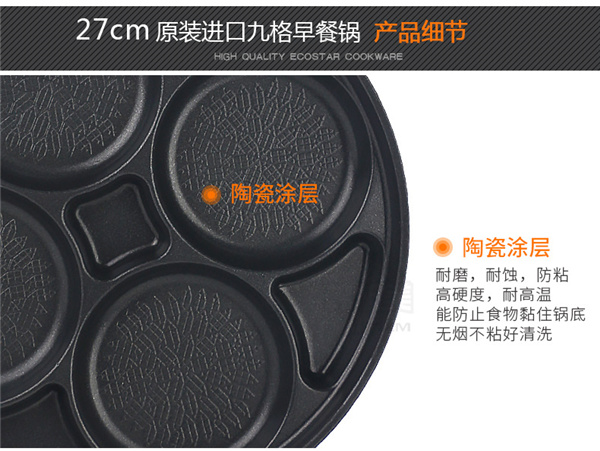 27cm 原装进口九格早餐锅 产品细节
HIGH QUALITY ECOSTAR COOKWARE
陶瓷涂层
陶瓷涂层
耐磨，耐蚀，防粘
高硬度，耐高温
能防止食物黏住锅底
无烟不粘好清洗